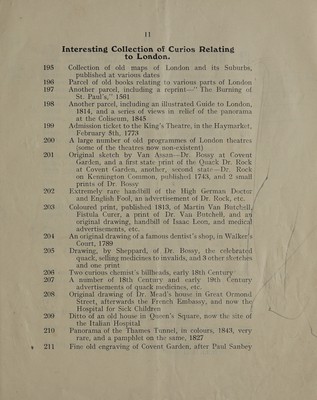 11
Interesting Collection of Curios Relating
to London.
195 Collection of old maps of London and its Suburbs,
published at various dates
196 Parcel of old books relating to various parts of London
197 Another parcel, including a reprint—"The Burning of
St. Paul's," 1561
198 Another parcel, including an illustrated Guide to London,
1814, and a series of views in relief of the panorama
at the Coliseum, 1845
199 Admission ticket to the King's Theatre, in the Haymarket,
February 5th, 1773
200 A large number of old programmes of London theatres
(some of the theatres now non-existent)
201 Original sketch by Van Assan—Dr. Bossy at Covent
Garden, and a first state print of the Quack Dr. Rock
at Covent Garden, another, second state—Dr. Rock
on Kennington Common, published 1743, and 2 small
prints of Dr. Bossy
202 Extremely rare handbill of the High German Doctor
and English Fool, an advertisement of Dr. Rock, etc.
203 Coloured print, published 1813, of Martin Van Butchell,
Fistula Curer, a print of Dr. Van Butchell, and an
original drawing, handbill of Isaac Loon, and medical
advertisements, etc.
204 An original drawing of a famous dentist's shop, in Walker's
Court, 1789
205 Drawing, by Sheppard, of Dr. Bossy, the celebrated
quack, selling medicines to invalids, and 3 other sketches
and one print
206 Two curious chemist's billheads, early 18th Century
207 A number of 18th Century and early 19th Century
advertisements of quack medicines, etc.
208 Original drawing of Dr. Mead's house in Great Ormond
Street, afterwards the French Embassy, and now the
Hospital for Sick Children
209 Ditto of an old house in Queen's Square, now the site of
the Italian Hospital
210 Panorama of the Thames Tunnel, in colours, 1843, very
rare, and a pamphlet on the same, 1827
211 Fine old engraving of Covent Garden, after Paul Sanbey